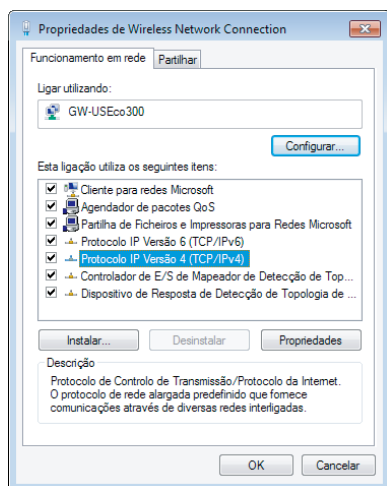 Propriedades de Wireless Network Connection
Funcionamento em rede Partilhar
Ligar utilizando:
GW-USEco300
Configurar...
Esta ligação utiliza os seguintes itens:
Cliente para redes Microsoft
Agendador de pacotes QoS
Partilha de Ficheiros e Impressoras para Redes Microsoft
Protocolo IP Versão 6 (TCP/IPv6)
Protocolo IP Versão 4 (TCP/IPv4)
Controlador de E/S de Mapeador de Detecção de Top...
Dispositivo de Resposta de Detecção de Topologia de ...
Instalar... Desinstalar Propriedades
Descrição
Protocolo de Controlo de Transmissão/Protocolo da Internet.
O protocolo de rede alargada predefinido que fornece
comunicações através de diversas redes interligadas.
OK Cancelar